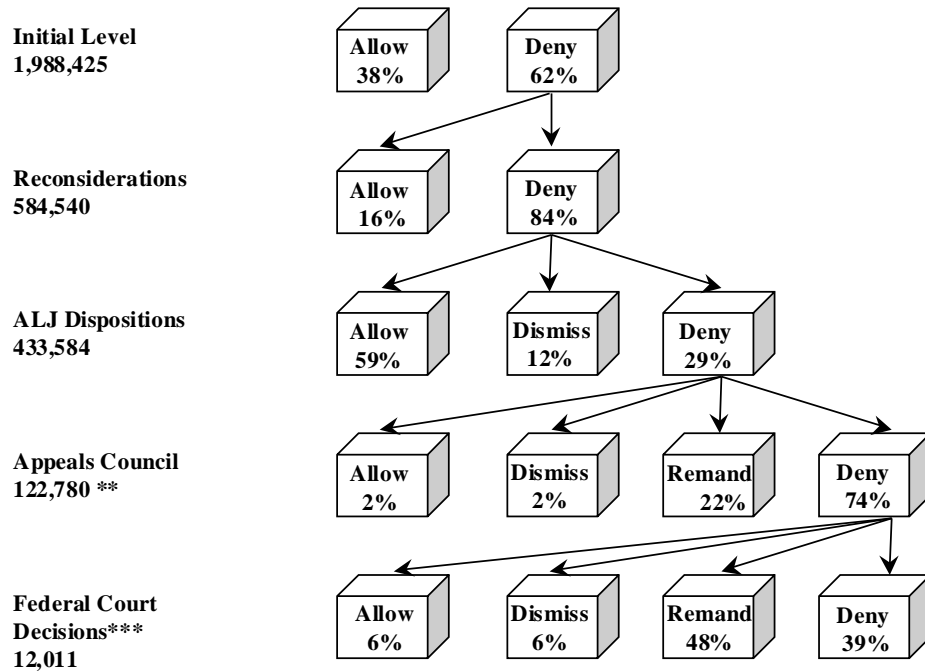 Initial Level
1,988,425
Allow
38%
Deny
62%
Reconsiderations
584,540
Allow
16%
Deny
84%
ALJ Dispositions
433,584
Allow
59%
Dismiss
12%
Deny
29%
Appeals Council
122,780 **
Allow
2%
Dismiss
2%
Remand
22%
Deny
74%
Federal Court
Decisions***
12,011
Allow
6%
Dismiss
6%
Remand
48%
Deny
39%